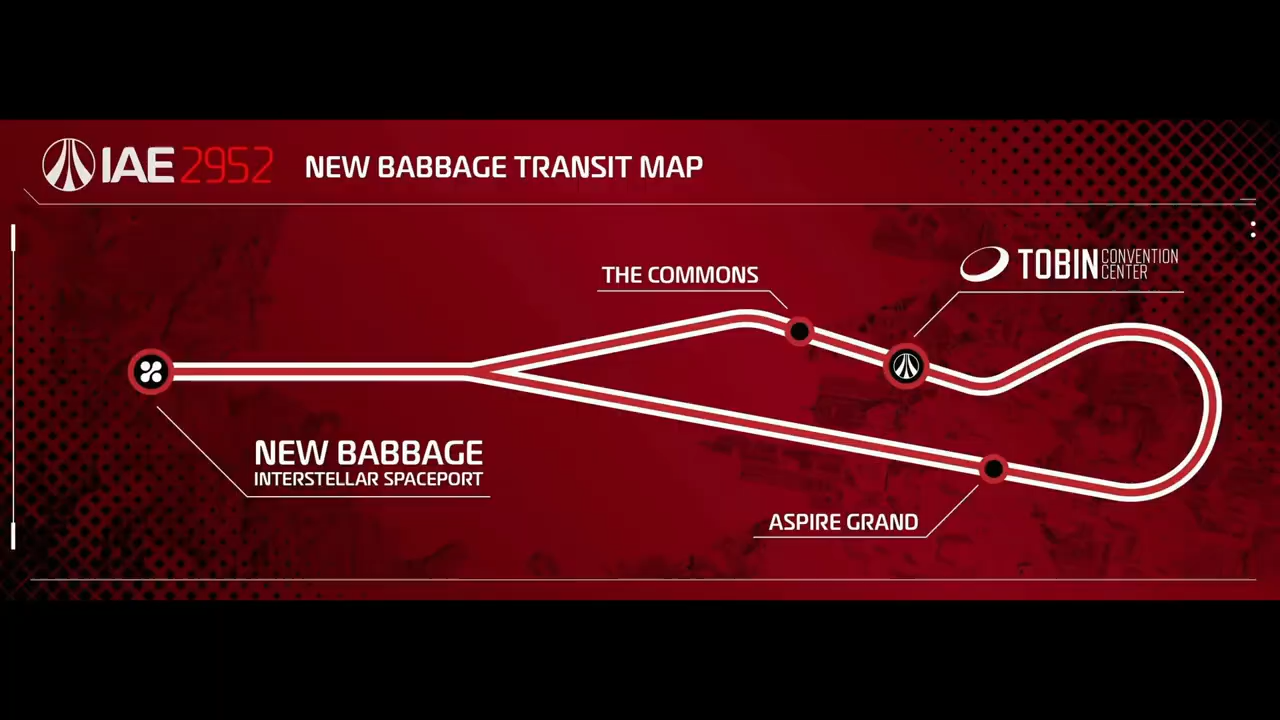 IAE 2952 NEW BABBAGE TRANSIT MAP
THE COMMONS
TOBIN CONVENTION CENTER
NEW BABBAGE
INTERSTELLAR SPACEPORT
ASPIRE GRAND